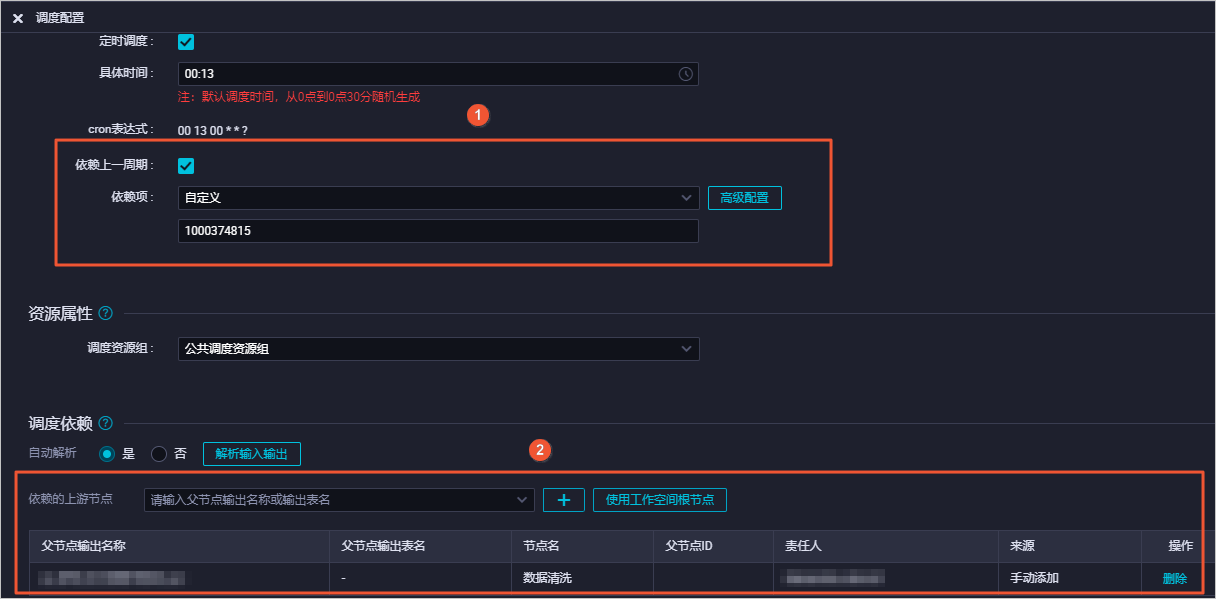 调度配置
定时调度 :
具体时间 : 00:13
注：默认调度时间，从0点到0点30分随机生成
1
cron表达式 : 00 13 00 * * ?
依赖上一周期 :
依赖项 : 自定义 高级配置
1000374815
资源属性 ?
调度资源组 : 公共调度资源组
调度依赖 ?
自动解析 是 否 解析输入输出
2
依赖的上游节点 请输入父节点输出名称或输出表名 + 使用工作空间根节点
父节点输出名称 父节点输出表名 节点名 父节点ID 责任人 来源 操作
- 数据清洗 手动添加 删除